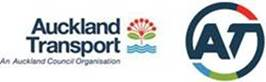 Auckland
Transport
An Auckland Council Organisation
AT